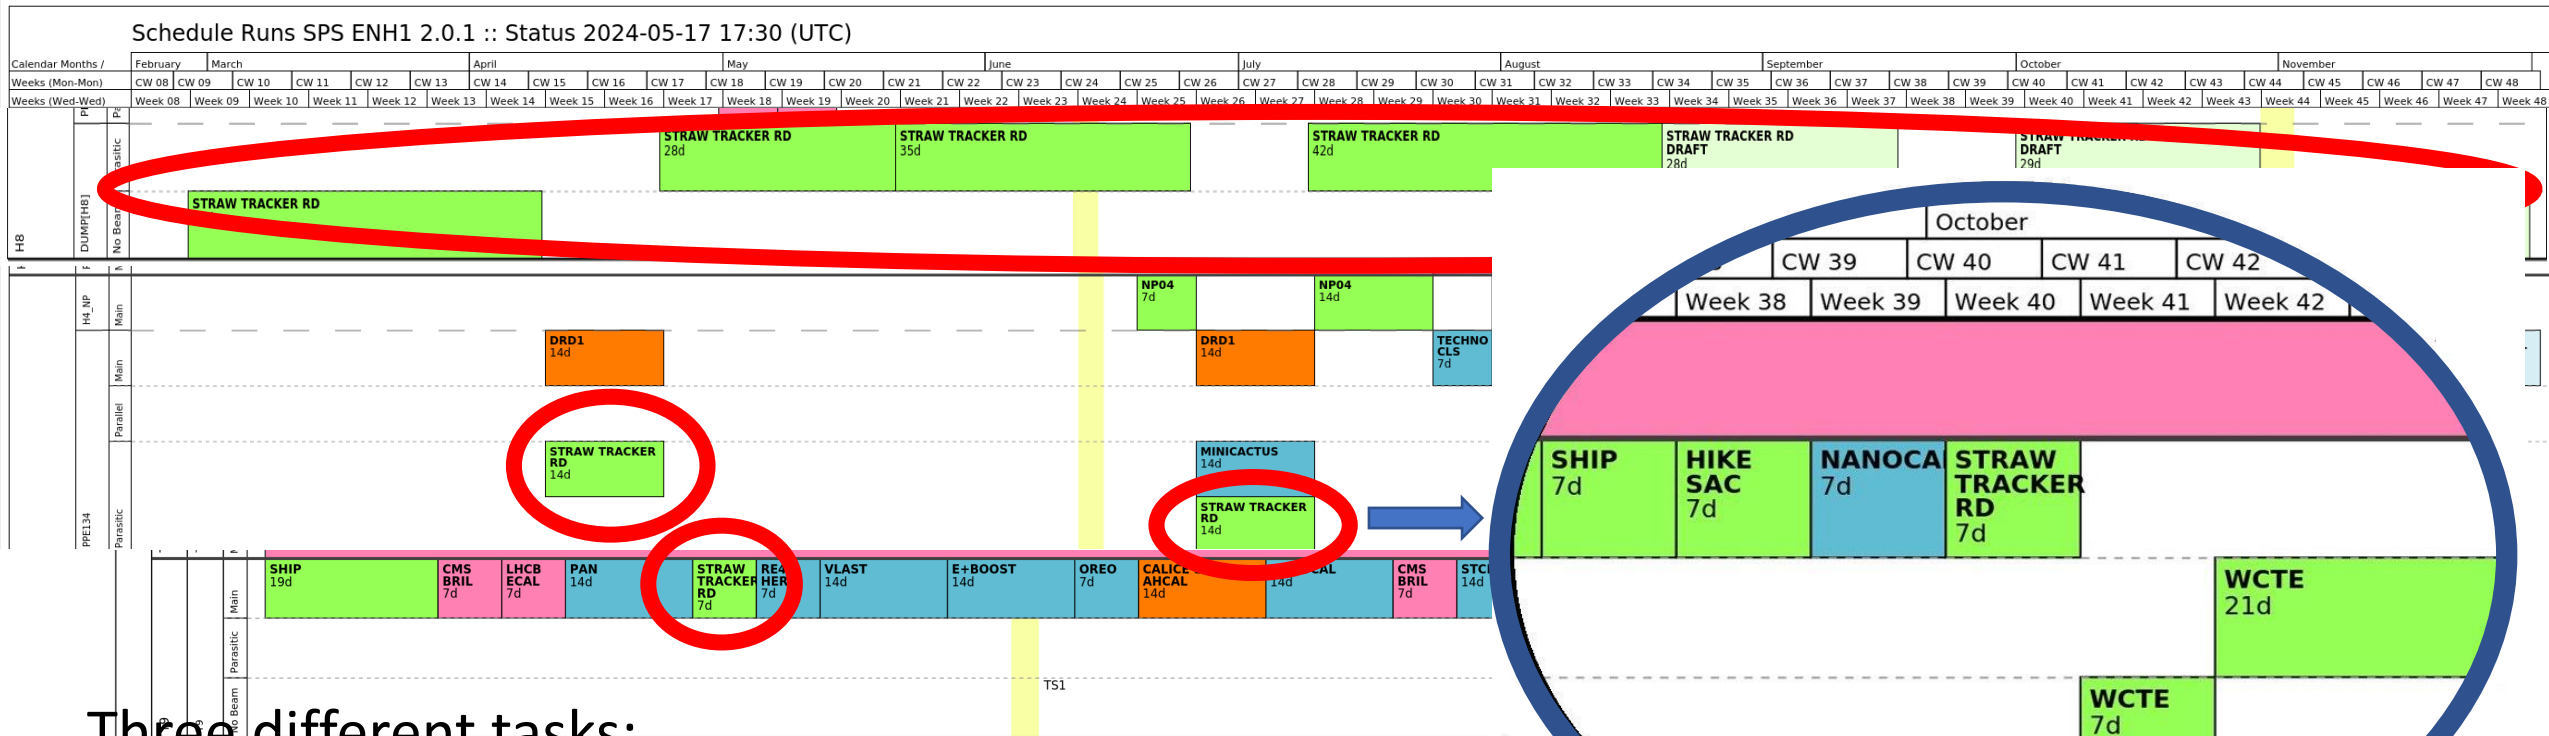 Schedule Runs SPS ENH1 2.0.1 :: Status 2024-05-17 17:30 (UTC)
Calendar Months / February March April May June July August September October November
Weeks (Mon-Mon) CW 08 CW 09 CW 10 CW 11 CW 12 CW 13 CW 14 CW 15 CW 16 CW 17 CW 18 CW 19 CW 20 CW 21 CW 22 CW 23 CW 24 CW 25 CW 26 CW 27 CW 28 CW 29 CW 30 CW 31 CW 32 CW 33 CW 34 CW 35 CW 36 CW 37 CW 38 CW 39 CW 40 CW 41 CW 42 CW 43 CW 44 CW 45 CW 46 CW 47 CW 48
Weeks (Wed-Wed) Week 08 Week 09 Week 10 Week 11 Week 12 Week 13 Week 14 Week 15 Week 16 Week 17 Week 18 Week 19 Week 20 Week 21 Week 22 Week 23 Week 24 Week 25 Week 26 Week 27 Week 28 Week 29 Week 30 Week 31 Week 32 Week 33 Week 34 Week 35 Week 36 Week 37 Week 38 Week 39 Week 40 Week 41 Week 42 Week 43 Week 44 Week 45 Week 46 Week 47 Week 48
H8
DUMP[H8]
No Beam
STRAW TRACKER RD
28d
STRAW TRACKER RD
35d
STRAW TRACKER RD
42d
STRAW TRACKER RD
DRAFT
28d
STRAW TRACKER RD
DRAFT
29d
STRAW TRACKER RD
H4_NP
Main
NP04
7d
NP04
14d
PPE134
Main
DRD1
14d
DRD1
14d
TECHNO
CLS
7d
Parallel
Parasitic
STRAW TRACKER
RD
14d
MINICACTUS
14d
STRAW TRACKER
RD
14d
Main
SHIP
19d
CMS
BRIL
7d
LHCB
ECAL
7d
PAN
14d
STRAW
TRACKER
RD
7d
RE4
HER
7d
VLAST
14d
E+BOOST
14d
OREO
7d
CALICE
AHCAL
14d
CAL
14d
CMS
BRIL
7d
14d
Parasitic
No Beam
TS1
October
CW 39 CW 40 CW 41 CW 42
Week 38 Week 39 Week 40 Week 41 Week 42
SHIP
7d
HIKE
SAC
7d
NANOCA
7d
STRAW
TRACKER
RD
7d
WCTE
21d
WCTE
7d
Three different tasks: